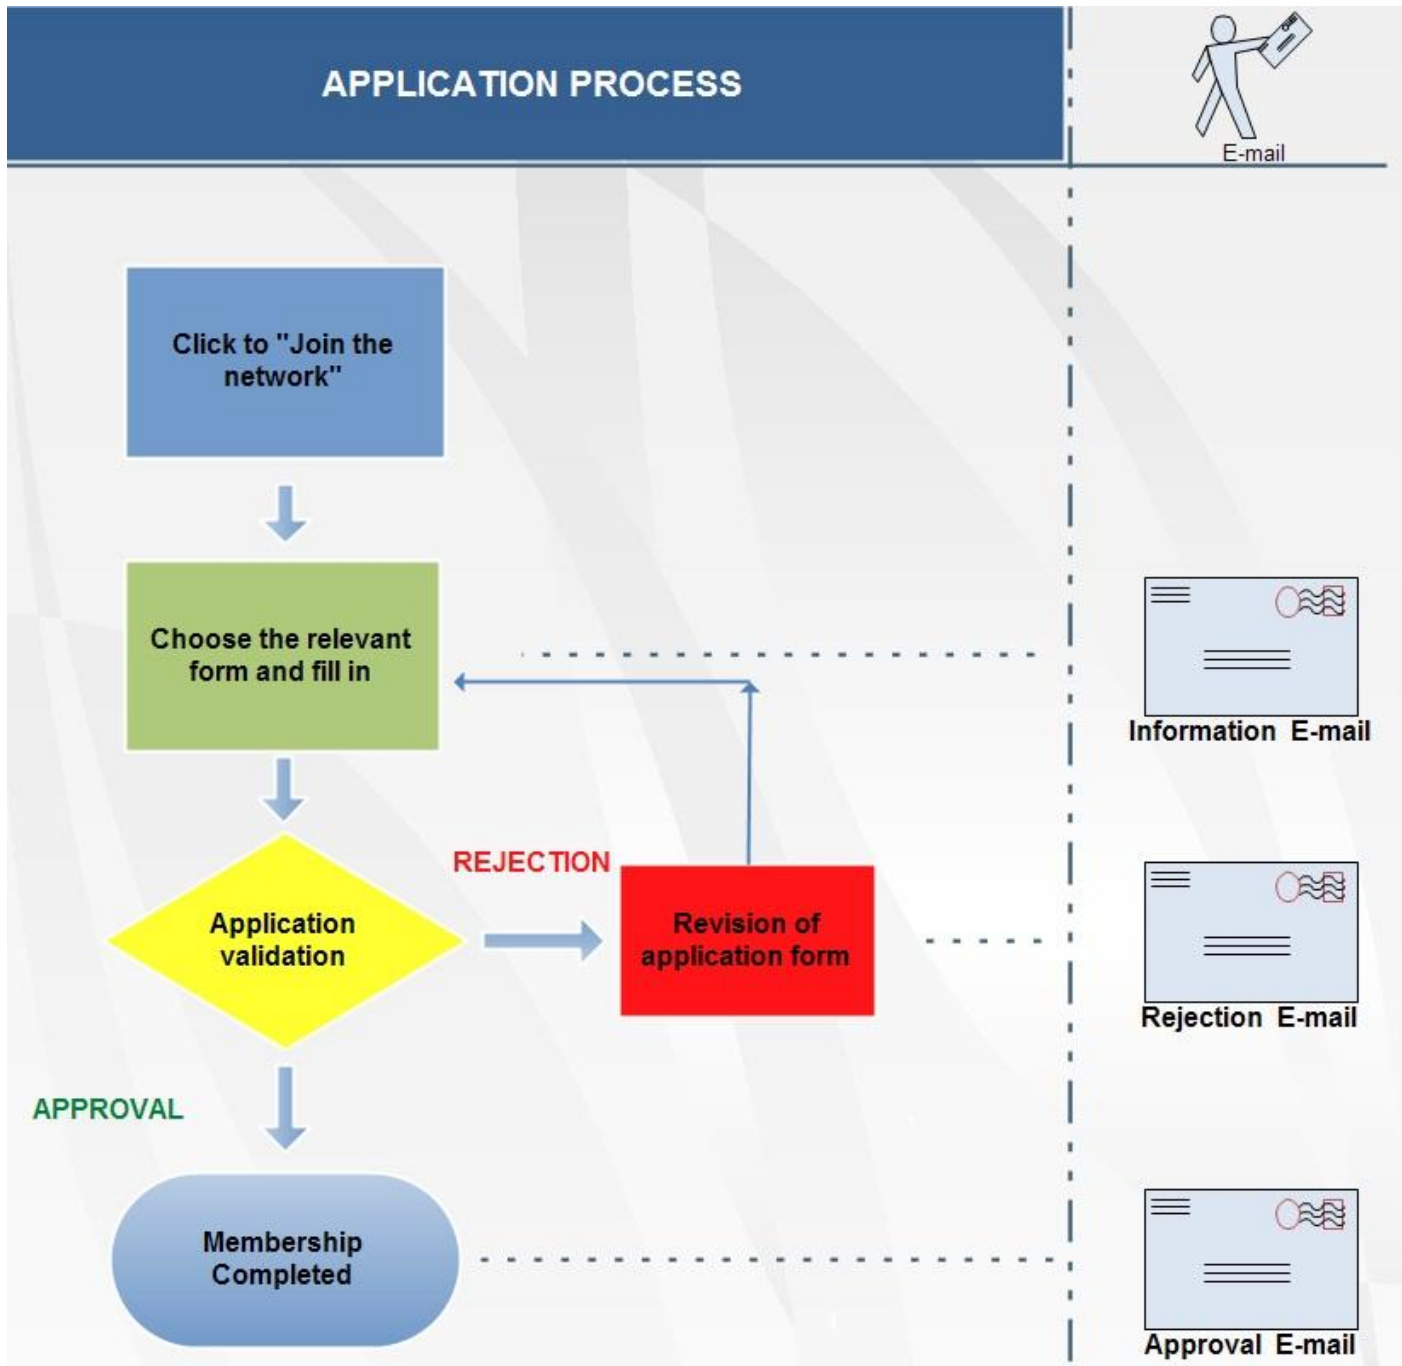 APPLICATION PROCESS
E-mail
Click to "Join the
network"
Choose the relevant
form and fill in
Information E-mail
REJECTION
Application
validation
Revision of
application form
Rejection E-mail
APPROVAL
Membership
Completed
Approval E-mail